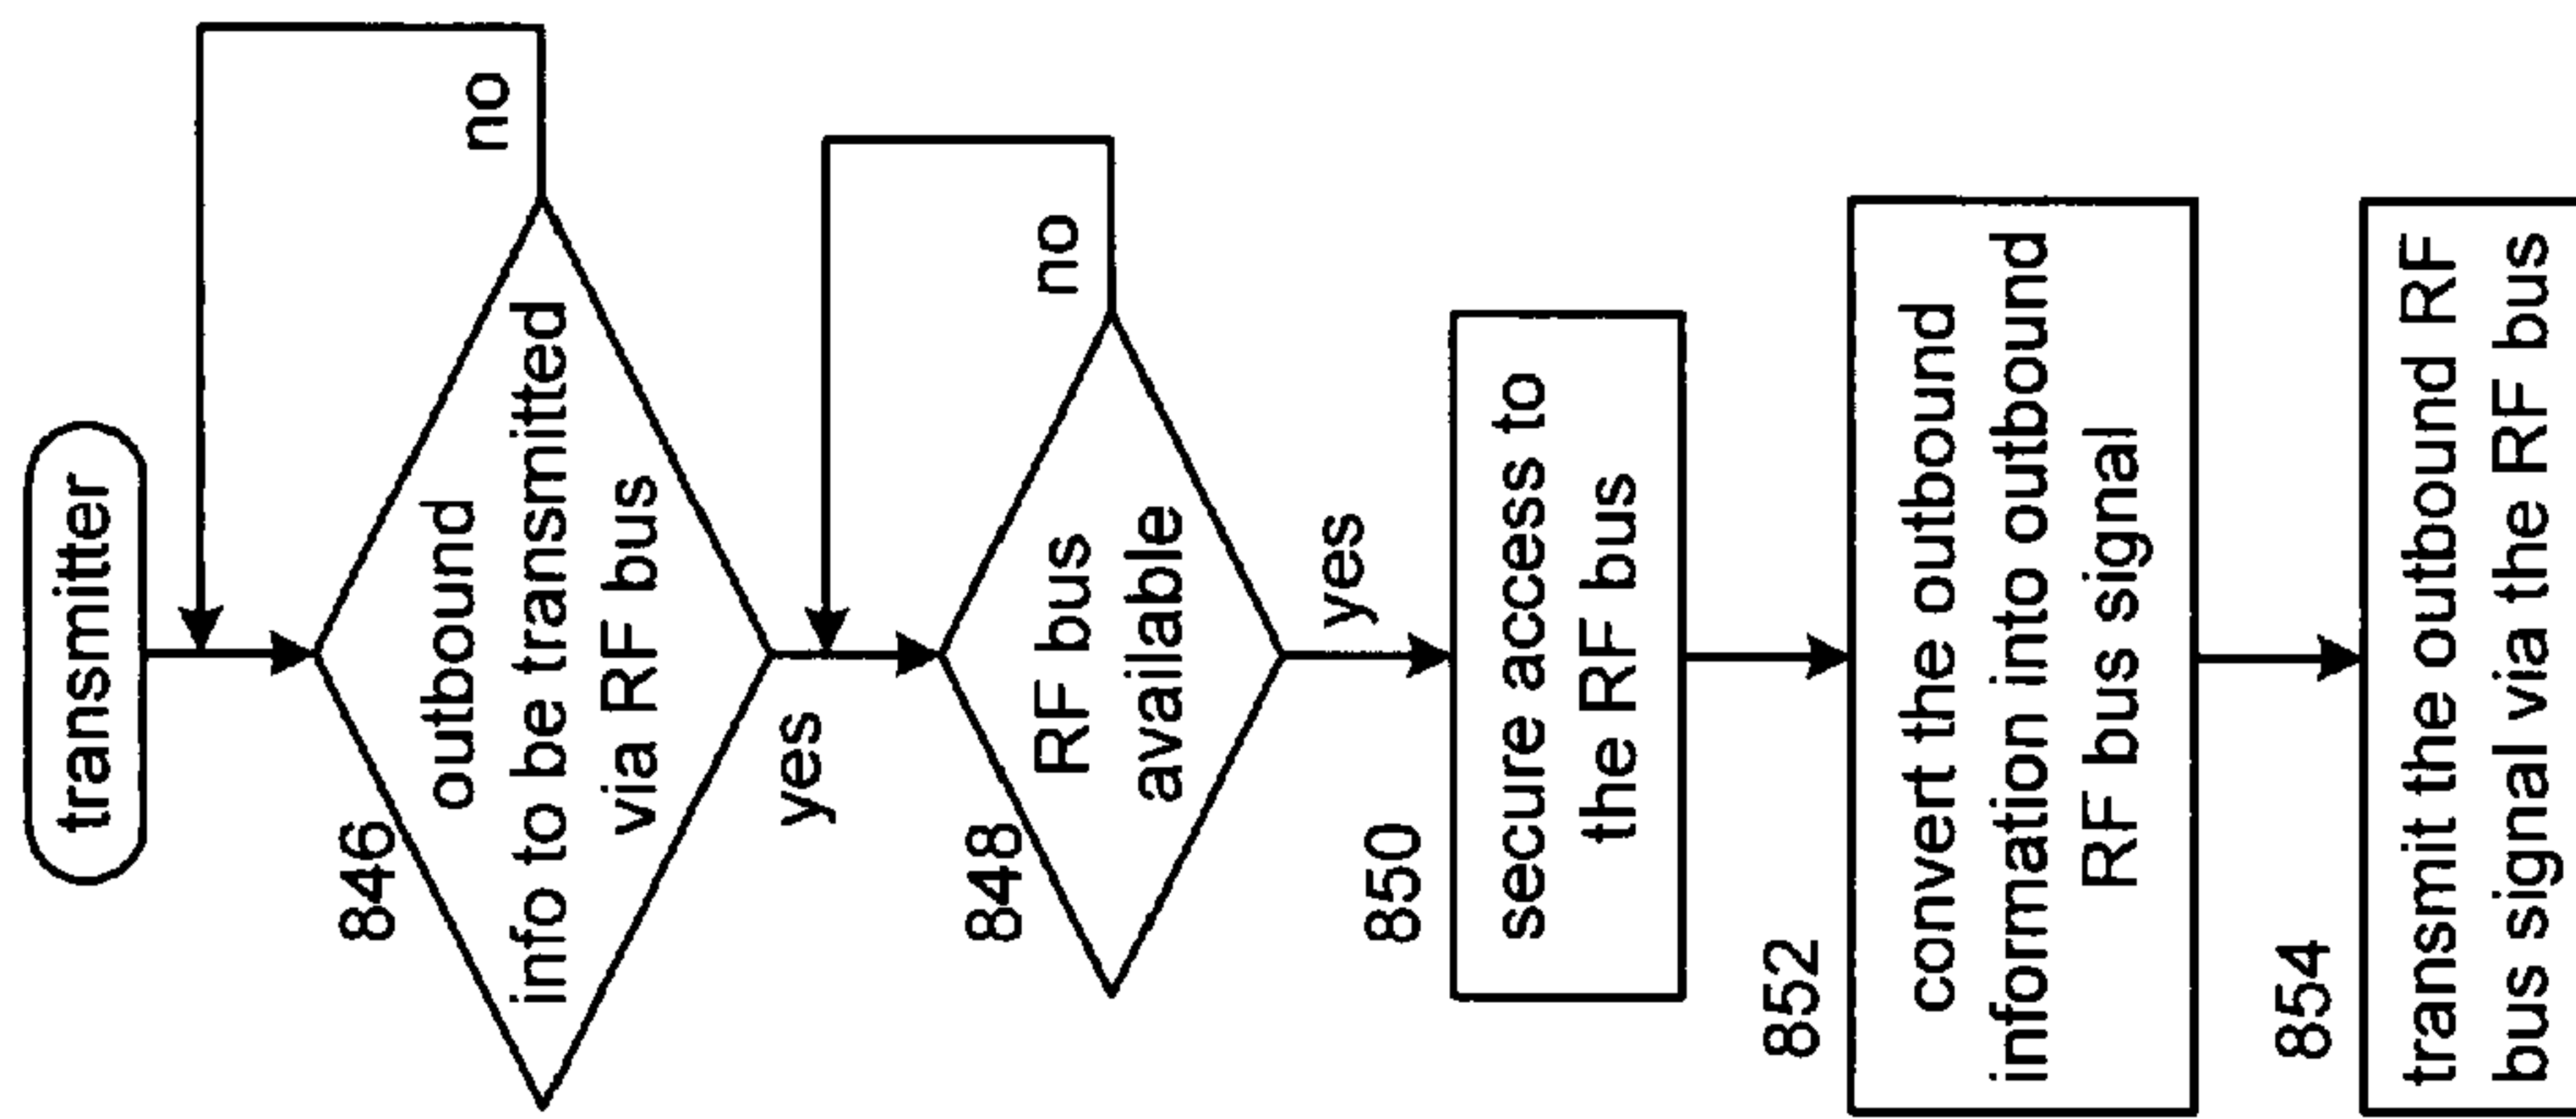 transmitter
846
outbound
info to be transmitted
via RF bus
no
yes
848
RF bus
available
no
yes
850
secure access to
the RF bus
852
convert the outbound
information into outbound
RF bus signal
854
transmit the outbound RF
bus signal via the RF bus